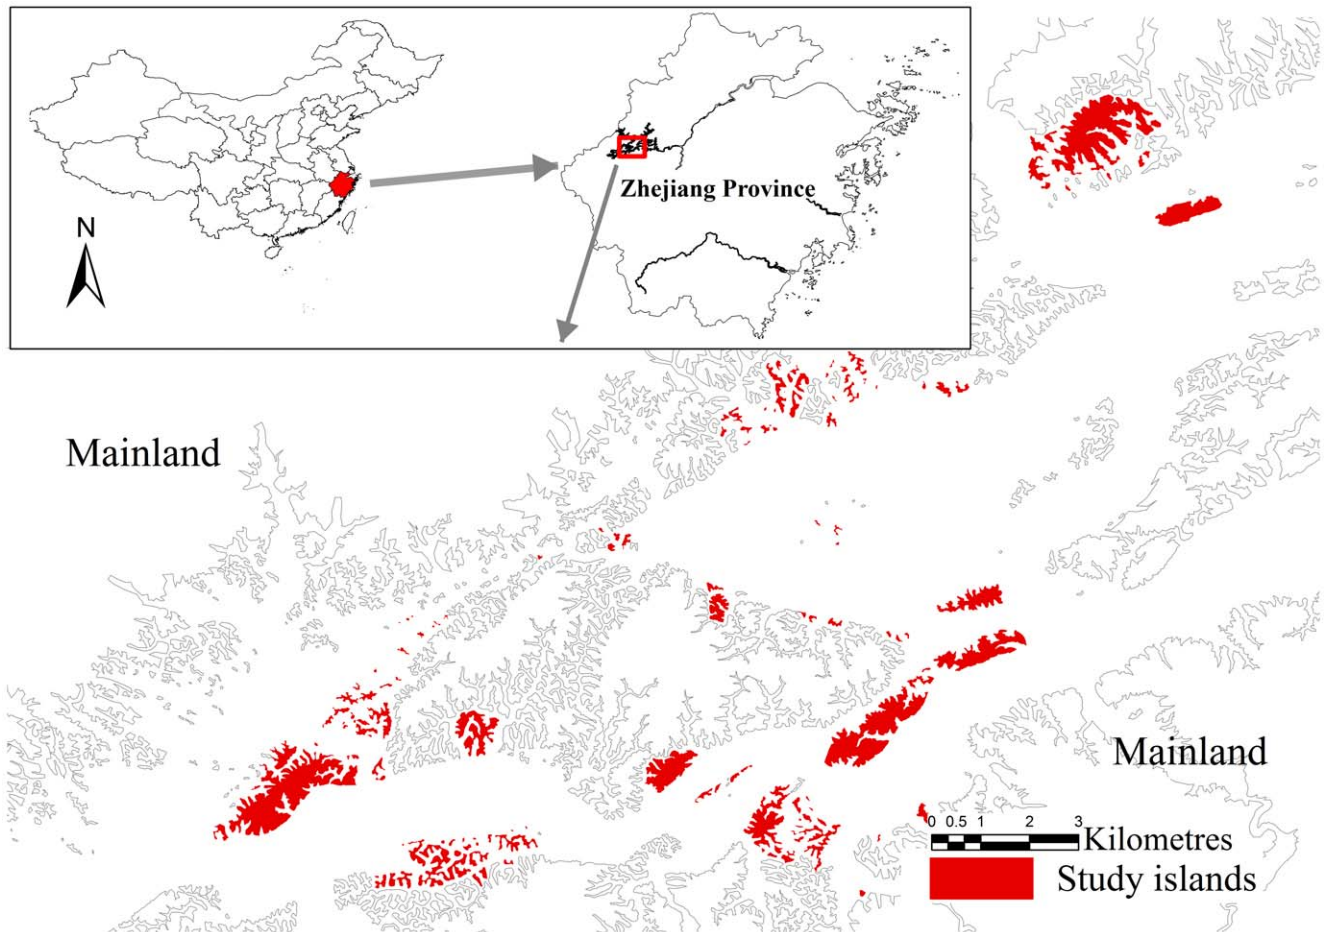 N
Zhejiang Province
Mainland
Mainland
0 0.5 1 2 3
Kilometres
Study islands